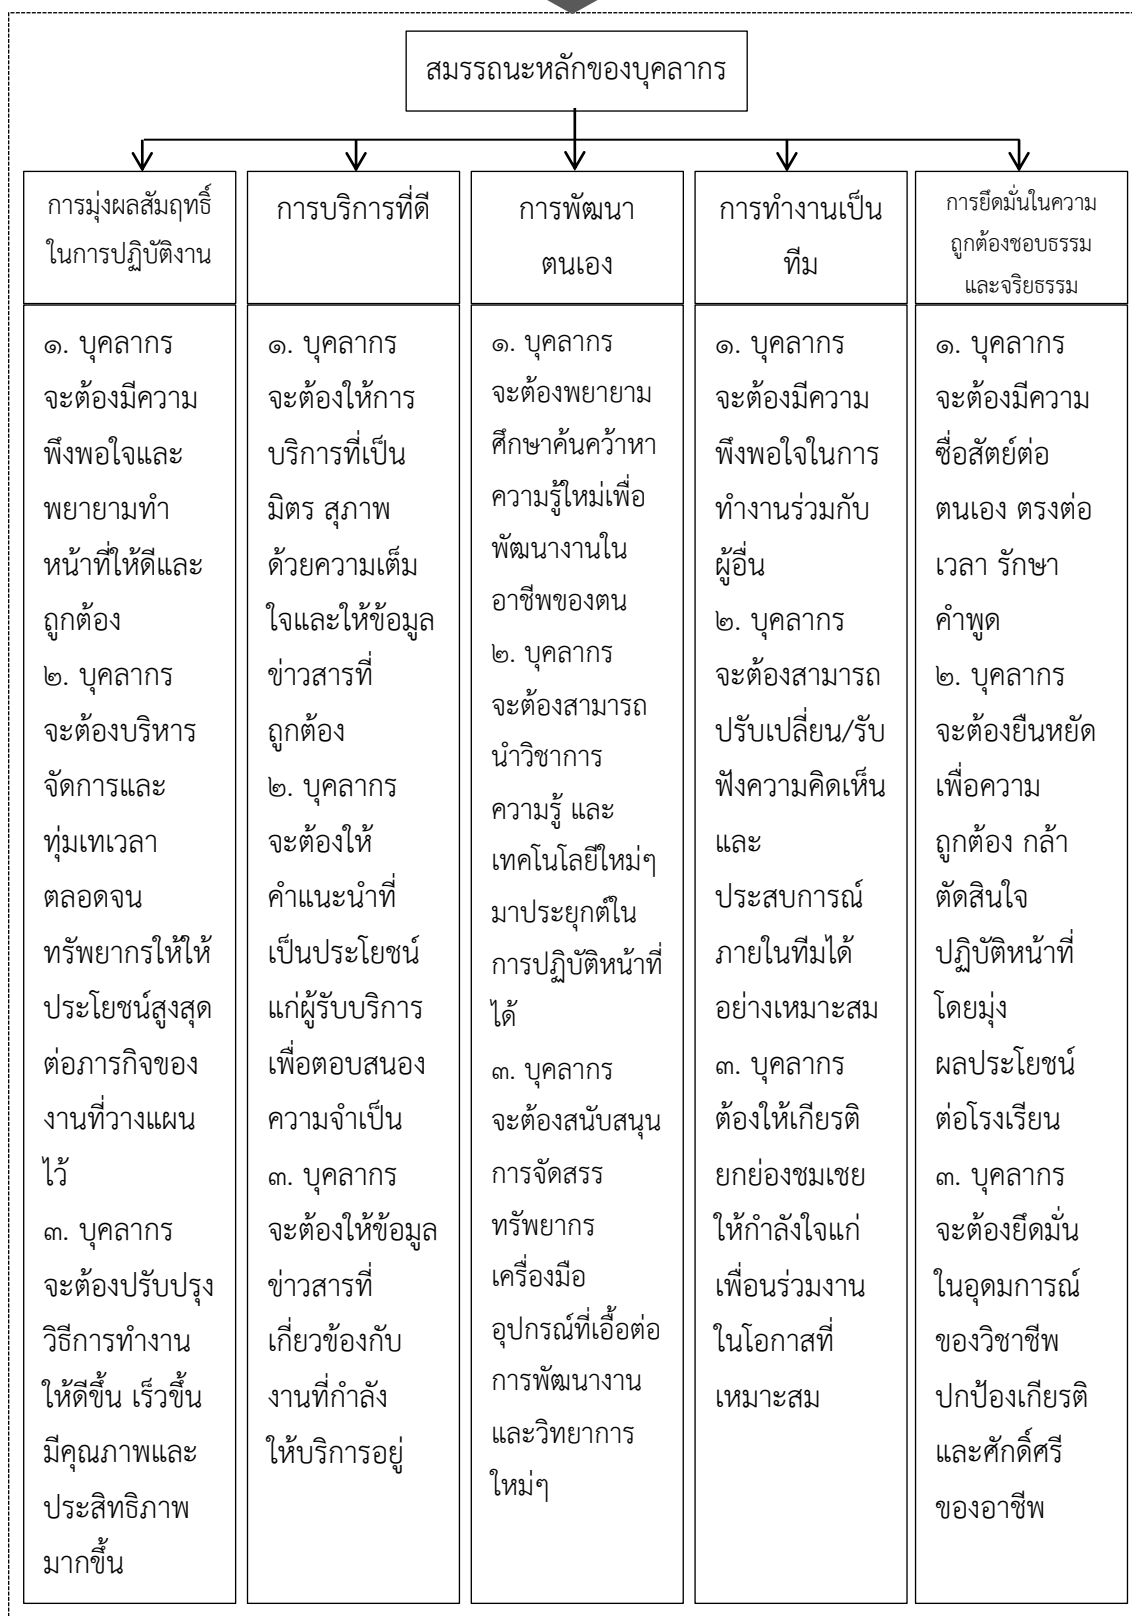 สมรรถนะหลักของบุคลากร
การมุ่งผลสัมฤทธิ์
ในการปฏิบัติงาน
๑. บุคลากร
จะต้องมีความ
พึงพอใจและ
พยายามทำ
หน้าที่ให้ดีและ
ถูกต้อง
๒. บุคลากร
จะต้องบริหาร
จัดการและ
ทุ่มเทเวลา
ตลอดจน
ทรัพยากรให้ให้
ประโยชน์สูงสุด
ต่อภารกิจของ
งานที่วางแผน
ไว้
๓. บุคลากร
จะต้องปรับปรุง
วิธีการทำงาน
ให้ดีขึ้น เร็วขึ้น
มีคุณภาพและ
ประสิทธิภาพ
มากขึ้น
การบริการที่ดี
๑. บุคลากร
จะต้องให้การ
บริการที่เป็น
มิตร สุภาพ
ด้วยความเต็ม
ใจและให้ข้อมูล
ข่าวสารที่
ถูกต้อง
๒. บุคลากร
จะต้องให้
คำแนะนำที่
เป็นประโยชน์
แก่ผู้รับบริการ
เพื่อตอบสนอง
ความจำเป็น
๓. บุคลากร
จะต้องให้ข้อมูล
ข่าวสารที่
เกี่ยวข้องกับ
งานที่กำลัง
ให้บริการอยู่
การพัฒนา
ตนเอง
๑. บุคลากร
จะต้องพยายาม
ศึกษาค้นคว้าหา
ความรู้ใหม่เพื่อ
พัฒนางานใน
อาชีพของตน
๒. บุคลากร
จะต้องสามารถ
นำวิชาการ
ความรู้ และ
เทคโนโลยีใหม่ๆ
มาประยุกต์ใน
การปฏิบัติหน้าที่
ได้
๓. บุคลากร
จะต้องสนับสนุน
การจัดสรร
ทรัพยากร
เครื่องมือ
อุปกรณ์ที่เอื้อต่อ
การพัฒนางาน
และวิทยาการ
ใหม่ๆ
การทำงานเป็น
ทีม
๑. บุคลากร
จะต้องมีความ
พึงพอใจในการ
ทำงานร่วมกับ
ผู้อื่น
๒. บุคลากร
จะต้องสามารถ
ปรับเปลี่ยน/รับ
ฟังความคิดเห็น
และ
ประสบการณ์
ภายในทีมได้
อย่างเหมาะสม
๓. บุคลากร
ต้องให้เกียรติ
ยกย่องชมเชย
ให้กำลังใจแก่
เพื่อนร่วมงาน
ในโอกาสที่
เหมาะสม
การยึดมั่นในความ
ถูกต้องชอบธรรม
และจริยธรรม
๑. บุคลากร
จะต้องมีความ
ซื่อสัตย์ต่อ
ตนเอง ตรงต่อ
เวลา รักษา
คำพูด
๒. บุคลากร
จะต้องยืนหยัด
เพื่อความ
ถูกต้อง กล้า
ตัดสินใจ
ปฏิบัติหน้าที่
โดยมุ่ง
ผลประโยชน์
ต่อโรงเรียน
๓. บุคลากร
จะต้องยึดมั่น
ในอุดมการณ์
ของวิชาชีพ
ปกป้องเกียรติ
และศักดิ์ศรี
ของอาชีพ